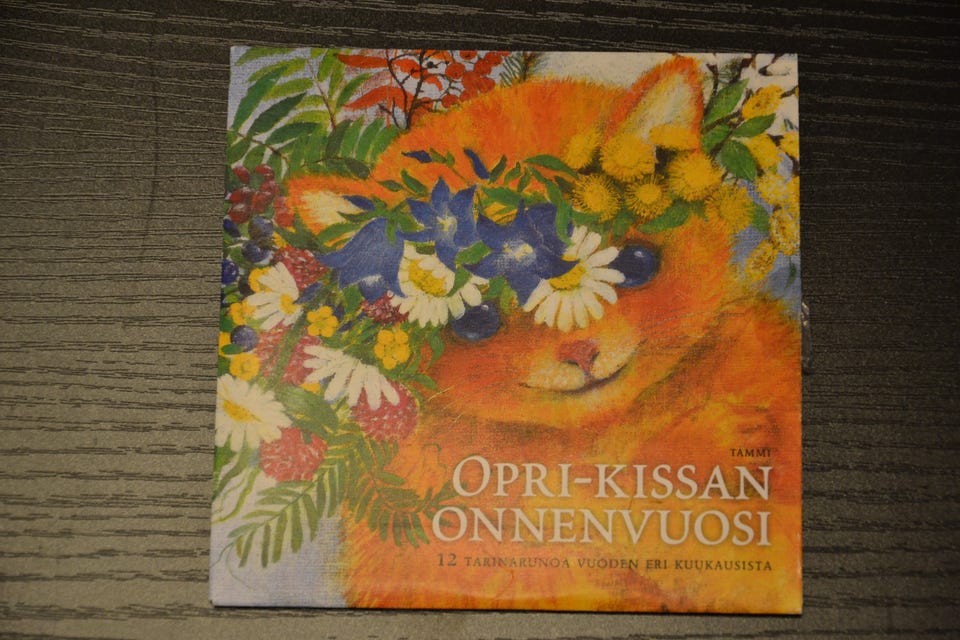 TAMMI
OPRI-KISSAN
ONNENVUOSI
12 TARINARUNOA VUODEN ERI KUUKAUSISTA